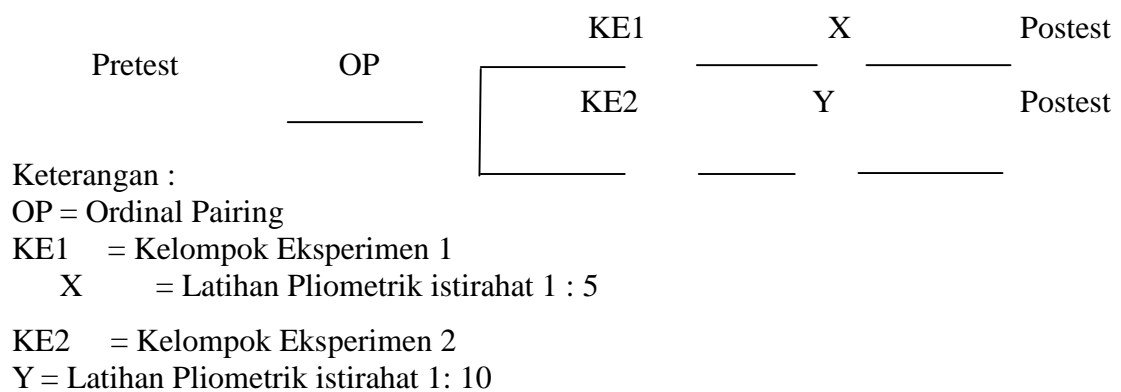 KE1 X Postest
Pretest OP
KE2 Y Postest
Keterangan :
OP = Ordinal Pairing
KE1 = Kelompok Eksperimen 1
X = Latihan Pliometrik istirahat 1 : 5
KE2 = Kelompok Eksperimen 2
Y = Latihan Pliometrik istirahat 1: 10